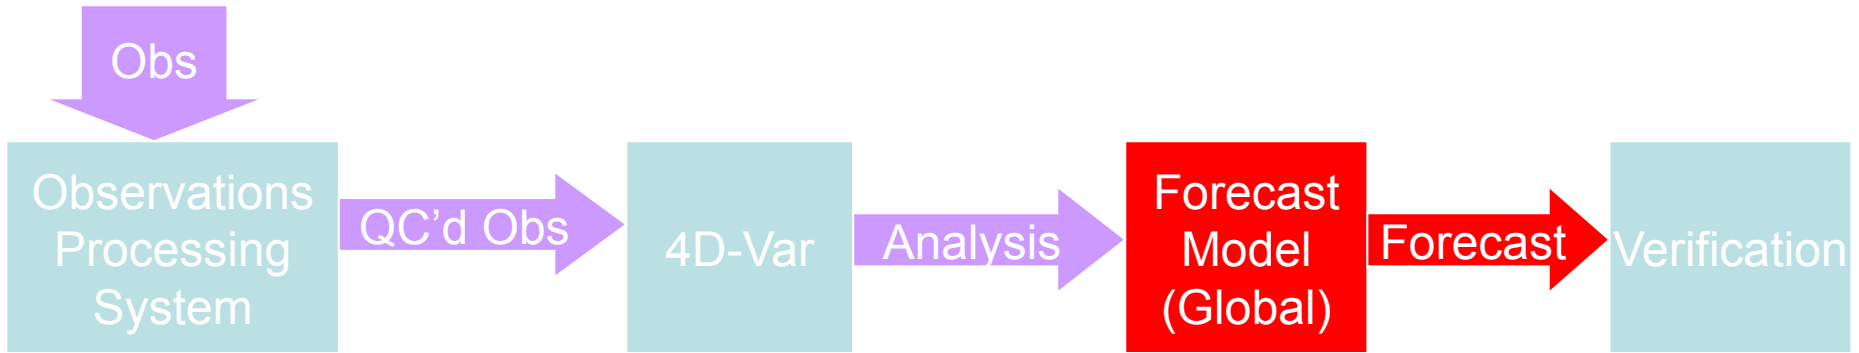 Obs
Observations
Processing
System
QC’d Obs
4D-Var
Analysis
Forecast
Model
(Global)
Forecast
Verification